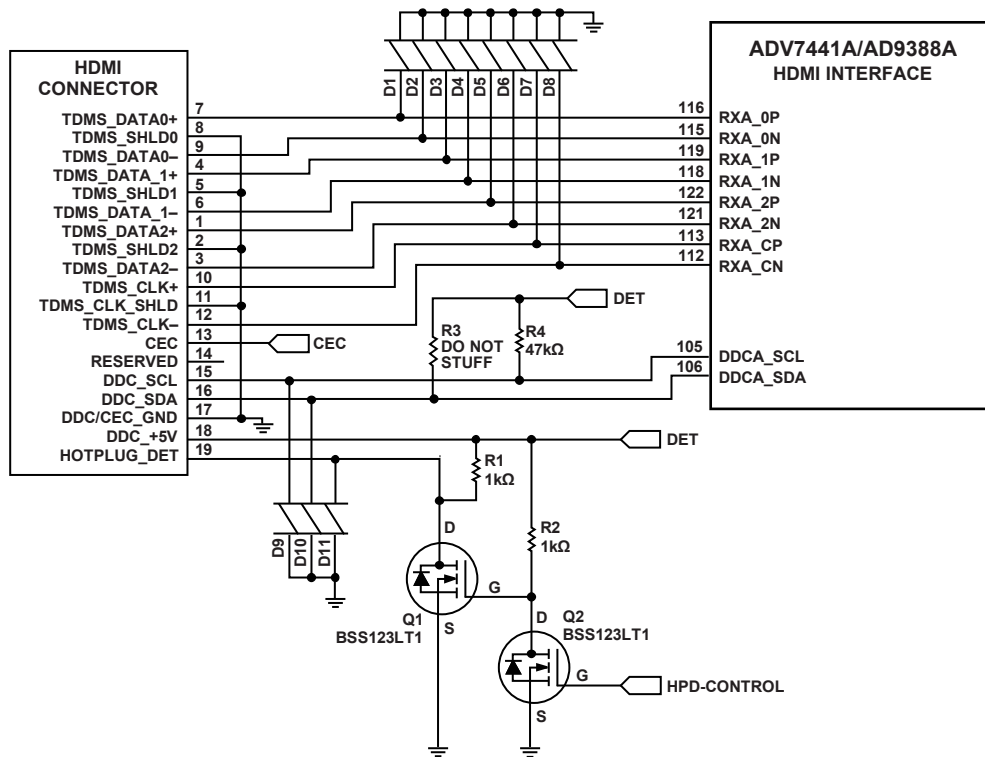 HDMI
CONNECTOR
TDMS_DATA0+
TDMS_SHLD0
TDMS_DATA0–
TDMS_DATA_1+
TDMS_SHLD1
TDMS_DATA_1–
TDMS_DATA2+
TDMS_SHLD2
TDMS_DATA2–
TDMS_CLK+
TDMS_CLK_SHLD
TDMS_CLK–
CEC
RESERVED
DDC_SCL
DDC_SDA
DDC/CEC_GND
DDC_+5V
HOTPLUG_DET
7
8
9
4
5
6
1
2
3
10
11
12
13
14
15
16
17
18
19
D1
D2
D3
D4
D5
D6
D7
D8
ADV7441A/AD9388A
HDMI INTERFACE
116 RXA_0P
115 RXA_0N
119 RXA_1P
118 RXA_1N
122 RXA_2P
121 RXA_2N
113 RXA_CP
112 RXA_CN
105 DDCA_SCL
106 DDCA_SDA
DET
CEC
R3
DO NOT
STUFF
R4
47kΩ
DET
R1
1kΩ
R2
1kΩ
D9
D10
D11
D
G
S
Q1
BSS123LT1
D
G
S
Q2
BSS123LT1
HPD-CONTROL